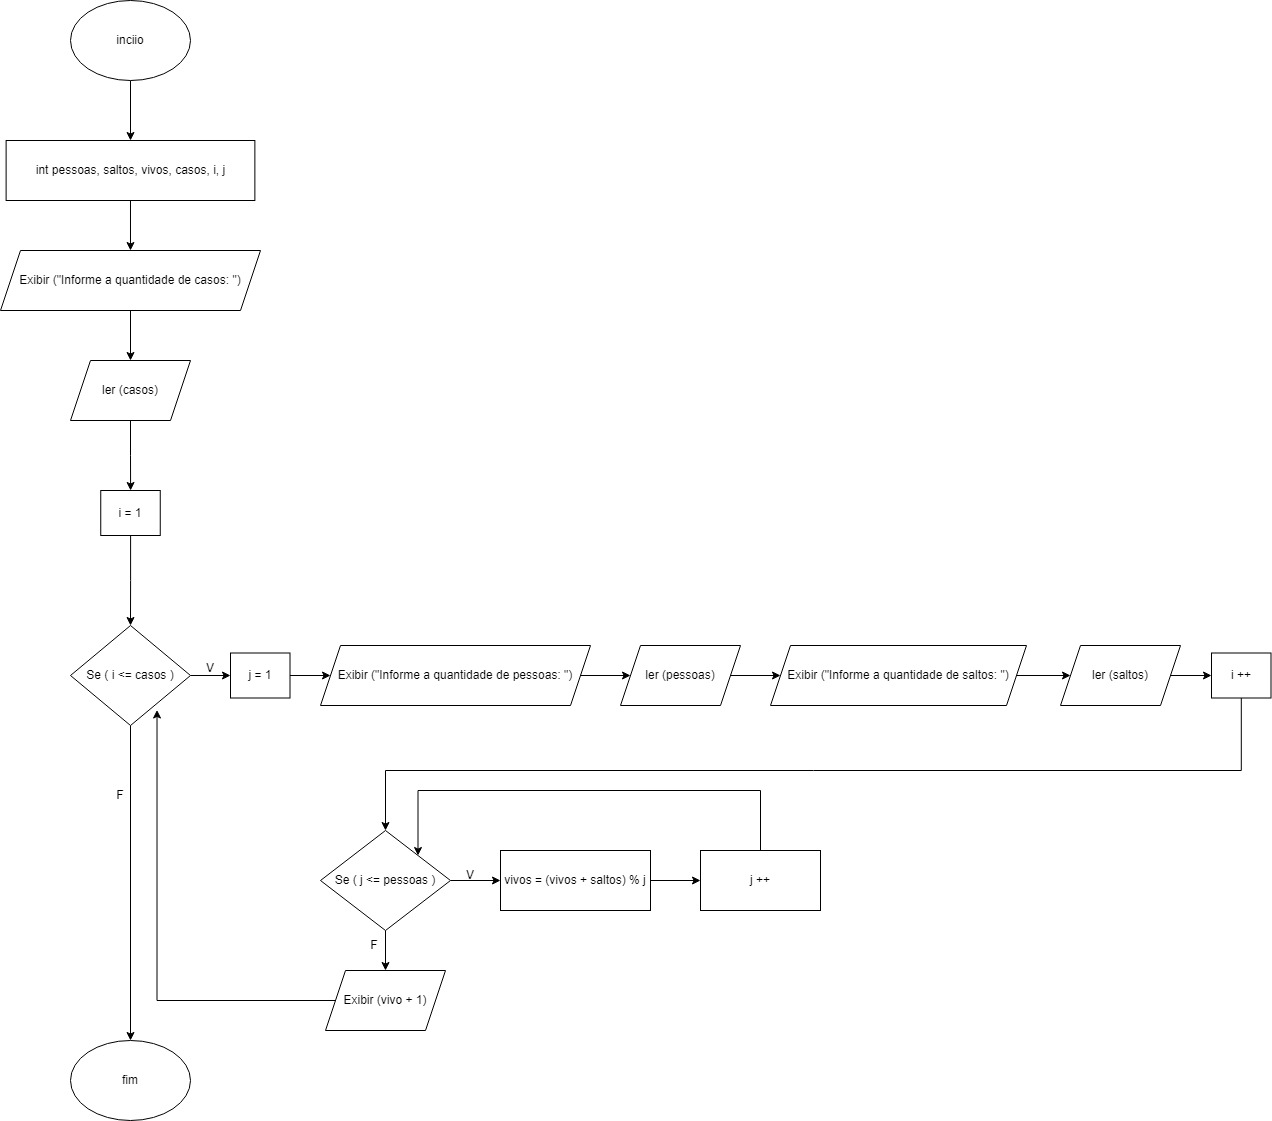 inciio
int pessoas, saltos, vivos, casos, i, j
Exibir ("Informe a quantidade de casos: ")
ler (casos)
i = 1
Se ( i <= casos )
V
j = 1
Exibir ("Informe a quantidade de pessoas: ")
ler (pessoas)
Exibir ("Informe a quantidade de saltos: ")
ler (saltos)
i ++
F
Se ( j <= pessoas )
V
vivos = (vivos + saltos) % j
j ++
F
Exibir (vivo + 1)
fim